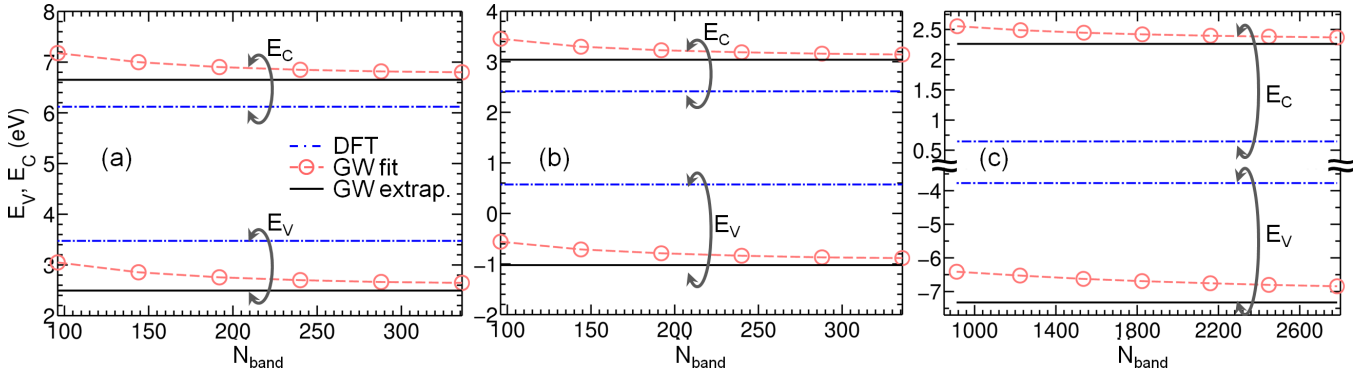 E_V, E_C (eV)
8
7
6
5
4
3
2
E_C
(a)
DFT
GW fit
GW extrap.
E_V
100 150 200 250 300
N_band
4
3
2
1
0
−1
−2
E_C
(b)
E_V
100 150 200 250 300
N_band
2.5
2
1.5
1
0.5
−4
−5
−6
−7
E_C
(c)
E_V
1000 1400 1800 2200 2600
N_band